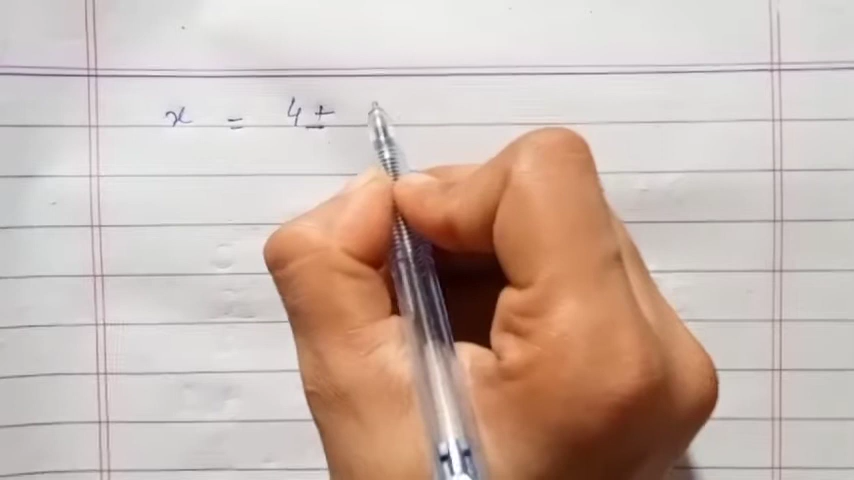 x = 4 ±